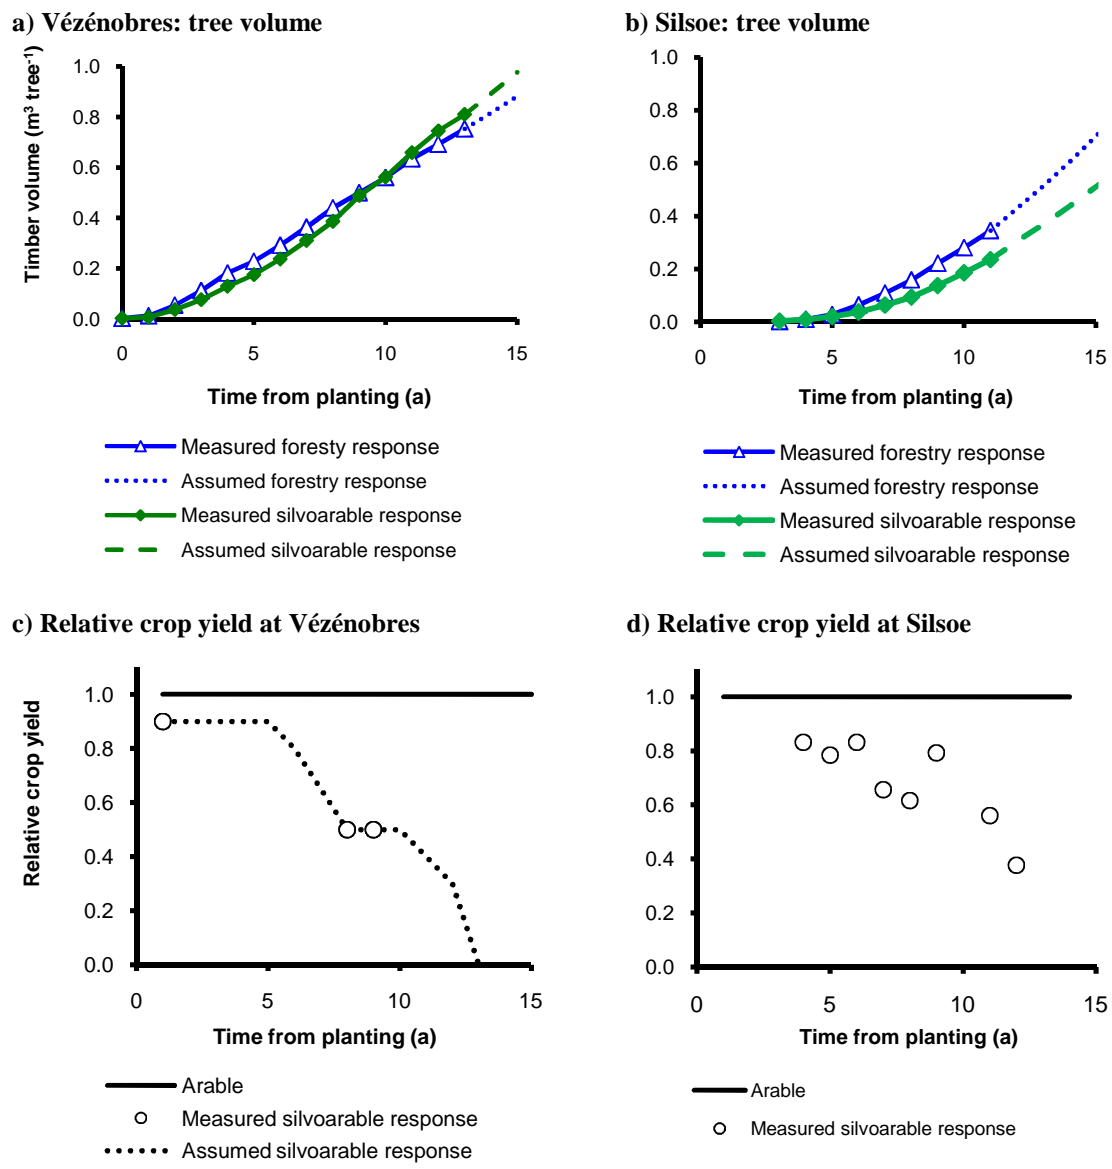 a) Vézénobres: tree volume
Timber volume (m³ tree⁻¹)
1.0
0.8
0.6
0.4
0.2
0.0
0 5 10 15
Time from planting (a)
Measured foresty response
Assumed forestry response
Measured silvoarable response
Assumed silvoarable response
b) Silsoe: tree volume
1.0
0.8
0.6
0.4
0.2
0.0
0 5 10 15
Time from planting (a)
Measured forestry response
Assumed forestry response
Measured silvoarable response
Assumed silvoarable response
c) Relative crop yield at Vézénobres
Relative crop yield
1.0
0.8
0.6
0.4
0.2
0.0
0 5 10 15
Time from planting (a)
Arable
Measured silvoarable response
Assumed silvoarable response
d) Relative crop yield at Silsoe
1.0
0.8
0.6
0.4
0.2
0.0
0 5 10 15
Time from planting (a)
Arable
Measured silvoarable response